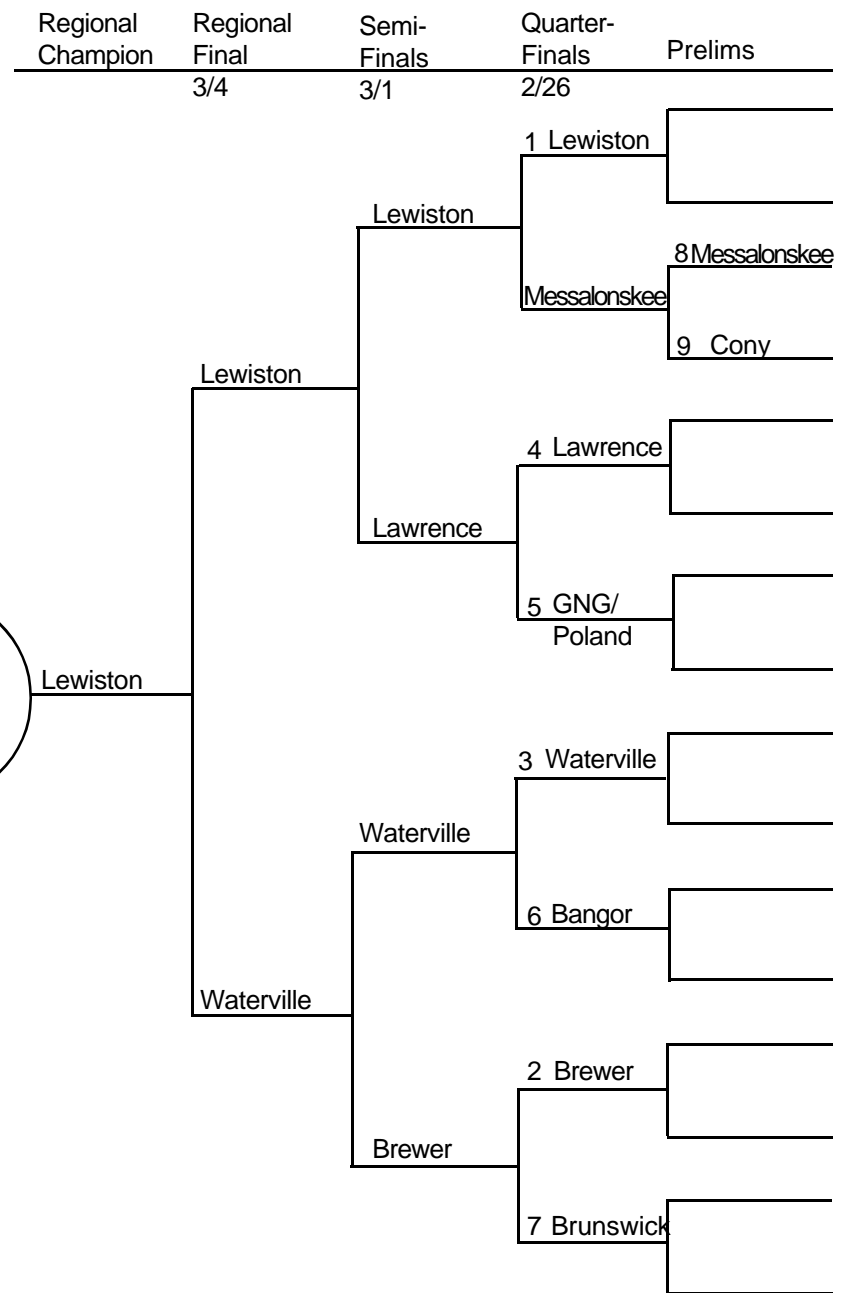 Regional Champion
Regional Final
Semi-Finals
Quarter-Finals
Prelims
3/4
3/1
2/26
1 Lewiston
Lewiston
8 Messalonskee
Messalonskee
9 Cony
Lewiston
4 Lawrence
Lawrence
5 GNG/
Poland
Lewiston
3 Waterville
Waterville
6 Bangor
Waterville
2 Brewer
Brewer
7 Brunswick